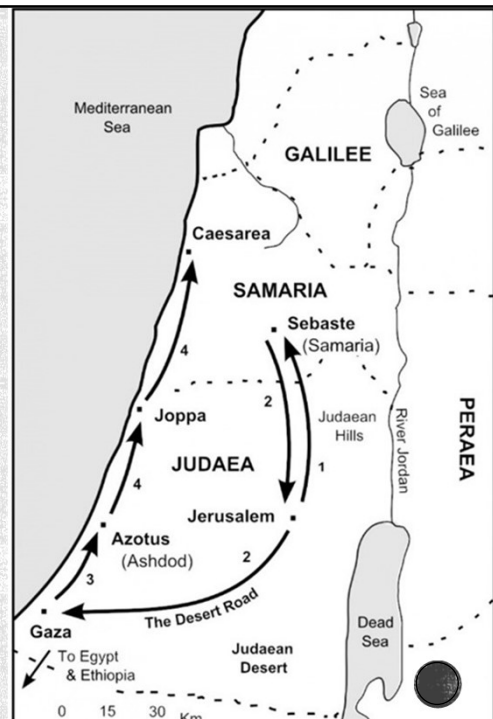 Mediterranean
Sea
Sea
of
Galilee
GALILEE
Caesarea
SAMARIA
Sebaste
(Samaria)
4
2
Joppa
Judaean
Hills
River Jordan
PERAEA
JUDAEA
1
4
Jerusalem
Azotus
(Ashdod)
2
3
The Desert Road
Gaza
Dead
Sea
To Egypt
& Ethiopia
Judaean
Desert
0 15 30 Km